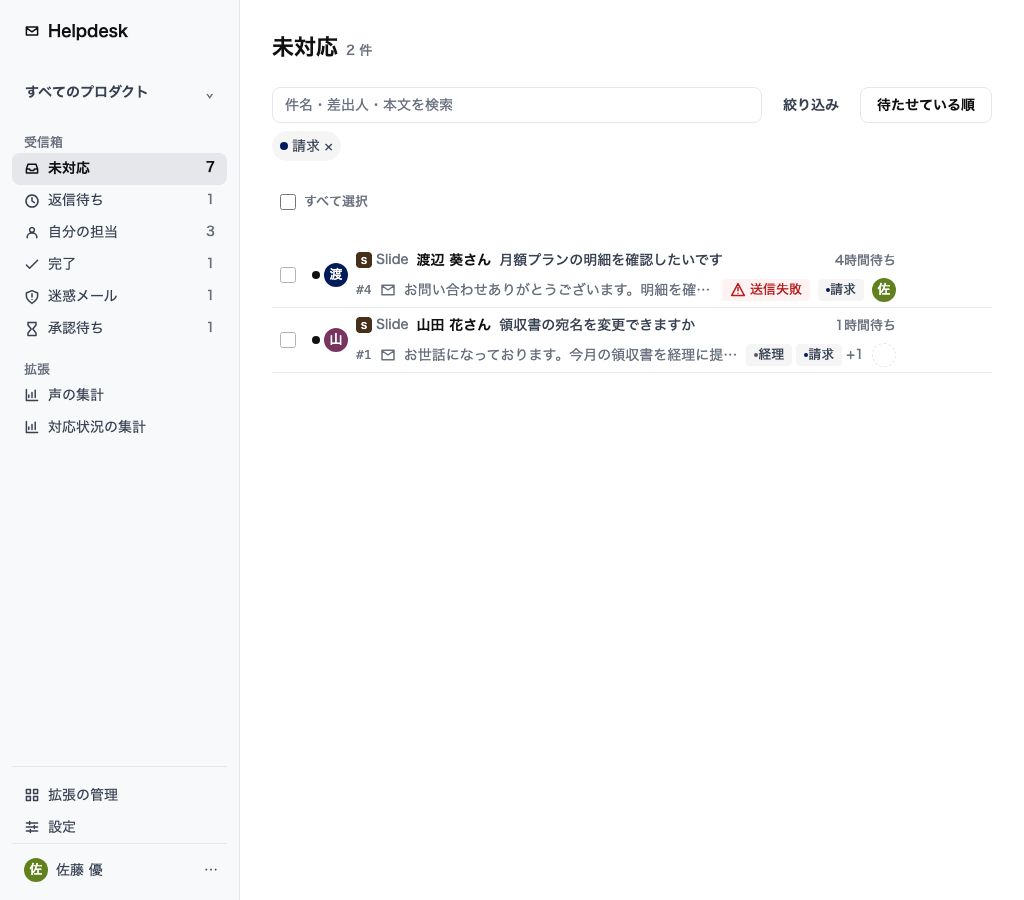 Helpdesk
すべてのプロダクト
受信箱
未対応 7
返信待ち 1
自分の担当 3
完了 1
迷惑メール 1
承認待ち 1
拡張
声の集計
対応状況の集計
拡張の管理
設定
佐 佐藤 優 …
未対応 2 件
件名・差出人・本文を検索 絞り込み 待たせている順
請求 ×
すべて選択
渡 S Slide 渡辺 葵さん 月額プランの明細を確認したいです 4時間待ち
#4 お問い合わせありがとうございます。明細を確… 送信失敗 •請求 佐
山 S Slide 山田 花さん 領収書の宛名を変更できますか 1時間待ち
#1 お世話になっております。今月の領収書を経理に提… •経理 •請求 +1